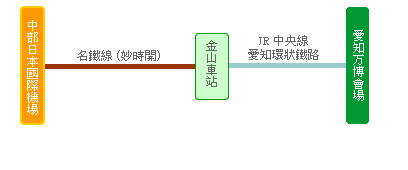 中部日本國際機場
名鐵線 (妙時開)
金山車站
JR 中央線
愛知環狀鐵路
愛知万博會場